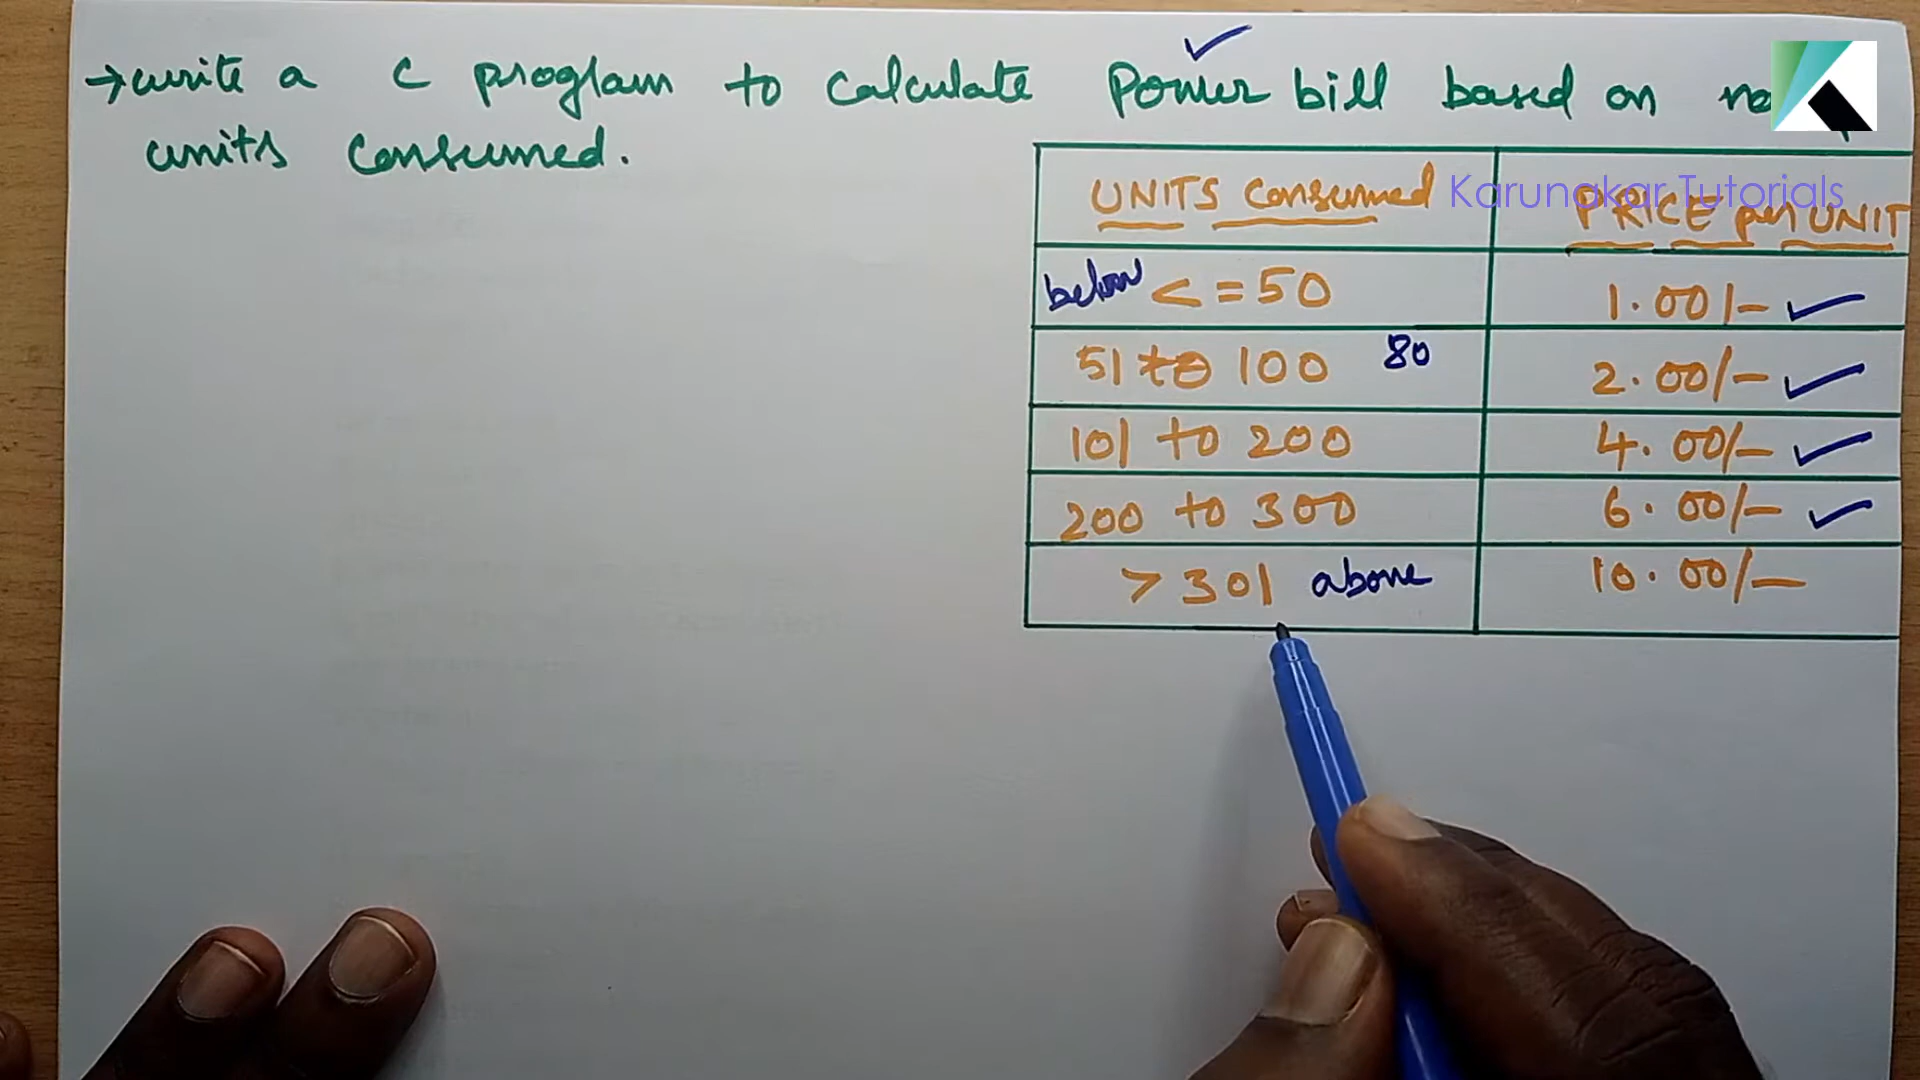 → write a C program to calculate Power bill based on
units consumed.
Karunakar Tutorials
UNITS consumed PRICE per UNIT
below <= 50 1.00/-
51 to 100 80 2.00/-
101 to 200 4.00/-
200 to 300 6.00/-
> 301 above 10.00/-